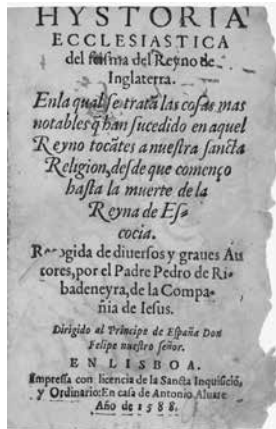 HYSTORIA
ECCLESIASTICA
del scisma del Reyno de
Inglaterra.
En la qual se trata las cosas mas
notables q̃ han sucedido en aquel
Reyno tocãtes a nuestra sancta
Religion, desde que començo
hasta la muerte de la
Reyna de Es-
cocia.
Recogida de diuersos y graues Au
tores, por el Padre Pedro de Ri-
badeneyra, de la Compa-
ñia de Iesus.
Dirigido al Principe de España Don
Felipe nuestro señor.
EN LISBOA.
Impressa con licencia de la Sancta Inquisiciõ,
y Ordinario: En casa de Antonio Aluare
Año de 1588.